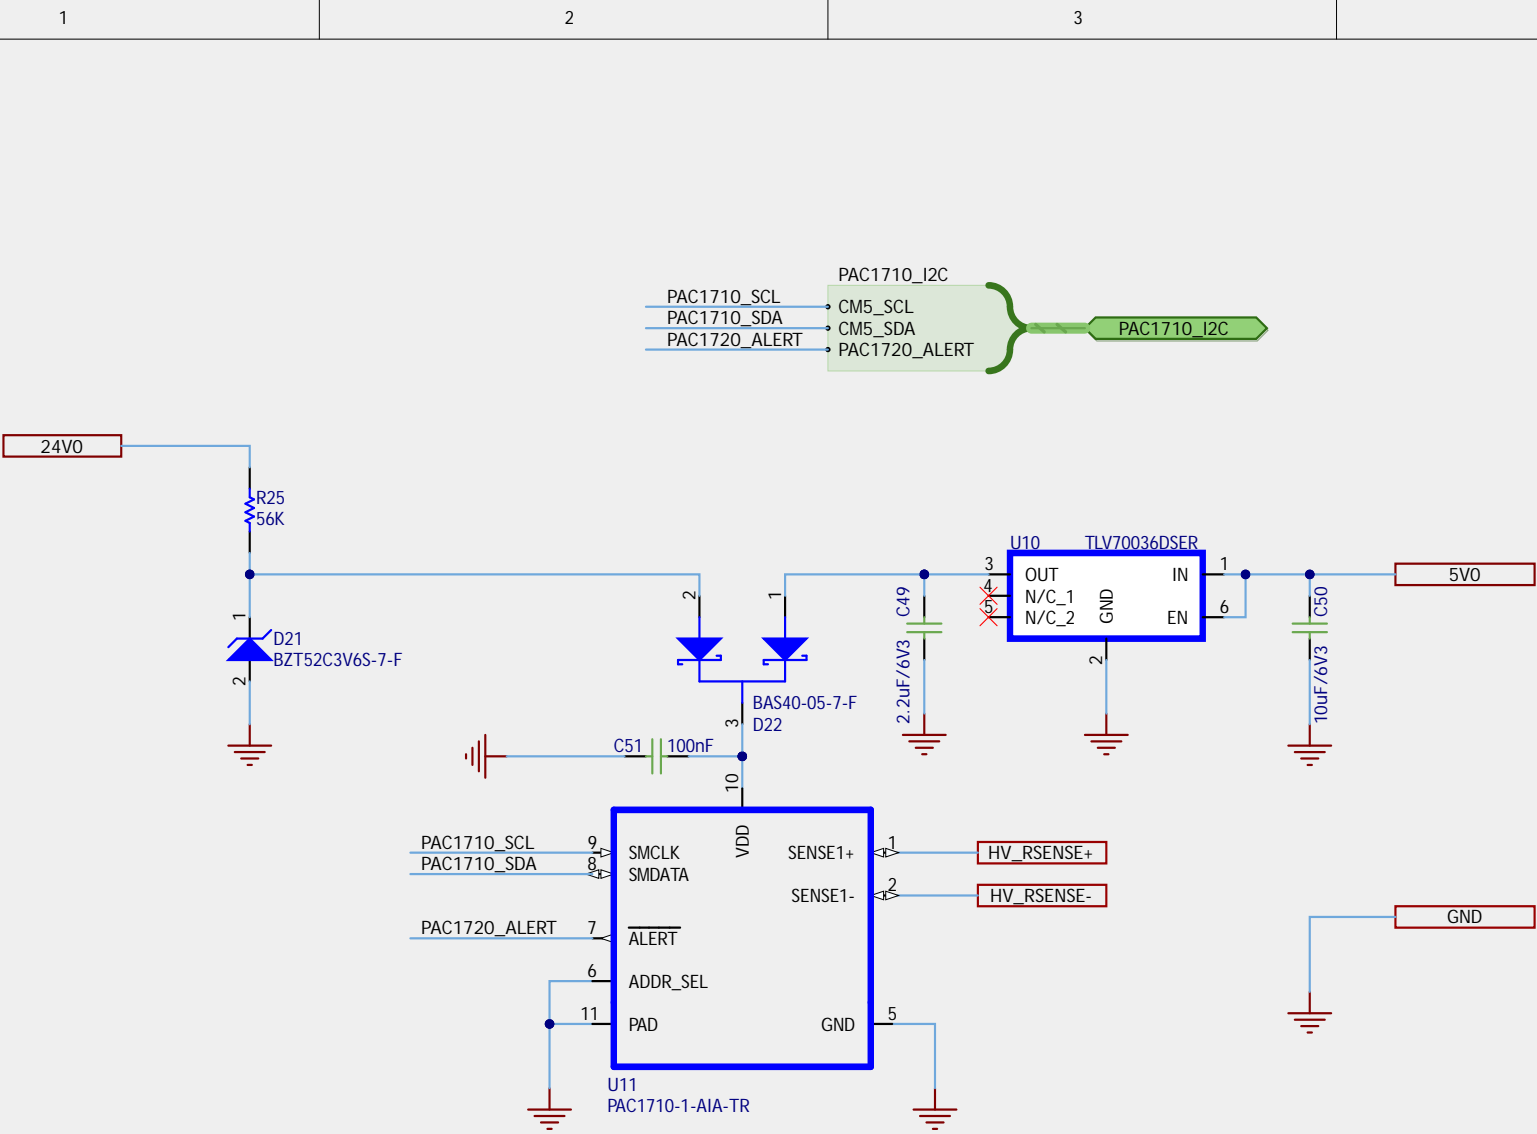 1 2 3
PAC1710_I2C
PAC1710_SCL CM5_SCL
PAC1710_SDA CM5_SDA PAC1710_I2C
PAC1720_ALERT PAC1720_ALERT
24V0
R25
56K
U10 TLV70036DSER
3 OUT IN 1 5V0
4 N/C_1
5 N/C_2 GND EN 6
2
C49
2.2uF/6V3
C50
10uF/6V3
1
D21
BZT52C3V6S-7-F
2
2 1
BAS40-05-7-F
3 D22
C51 100nF
10
VDD
PAC1710_SCL 9 SMCLK SENSE1+ 1 HV_RSENSE+
PAC1710_SDA 8 SMDATA
SENSE1- 2 HV_RSENSE-
GND
PAC1720_ALERT 7 ALERT
6 ADDR_SEL
11 PAD GND 5
U11
PAC1710-1-AIA-TR